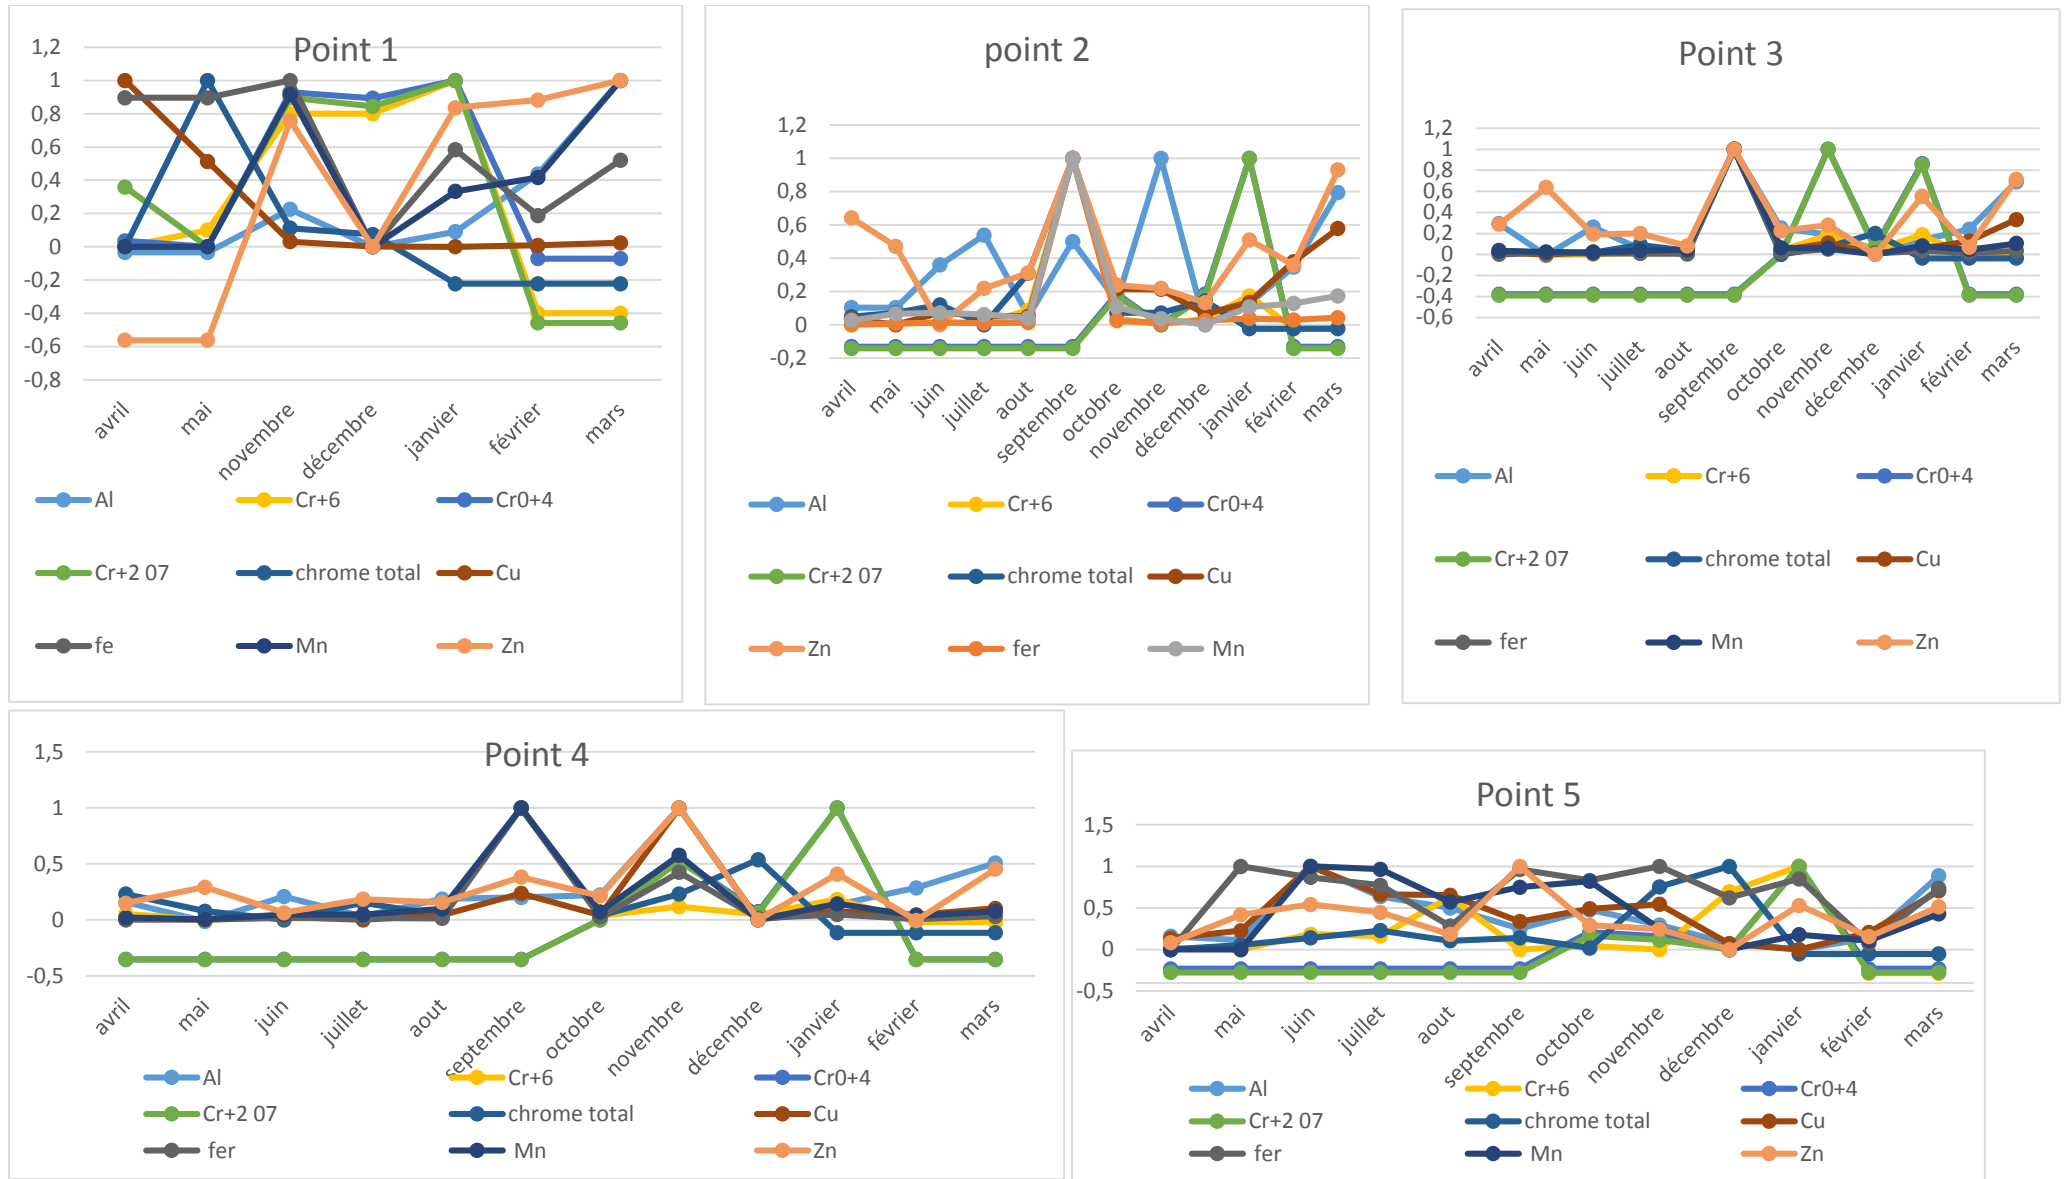 Point 1
1,2
1
0,8
0,6
0,4
0,2
0
-0,2
-0,4
-0,6
-0,8
avril mai novembre décembre janvier février mars
Al Cr+6 Cr0+4
Cr+2 07 chrome total Cu
fe Mn Zn
point 2
1,2
1
0,8
0,6
0,4
0,2
0
-0,2
avril mai juin juillet aout septembre octobre novembre décembre janvier février mars
Al Cr+6 Cr0+4
Cr+2 07 chrome total Cu
Zn fer Mn
Point 3
1,2
1
0,8
0,6
0,4
0,2
0
-0,2
-0,4
-0,6
avril mai juin juillet aout septembre octobre novembre décembre janvier février mars
Al Cr+6 Cr0+4
Cr+2 07 chrome total Cu
fer Mn Zn
Point 4
1,5
1
0,5
0
-0,5
avril mai juin juillet aout septembre octobre novembre décembre janvier février mars
Al Cr+6 Cr0+4
Cr+2 07 chrome total Cu
fer Mn Zn
Point 5
1,5
1
0,5
0
-0,5
avril mai juin juillet aout septembre octobre novembre décembre janvier février mars
Al Cr+6 Cr0+4
Cr+2 07 chrome total Cu
fer Mn Zn